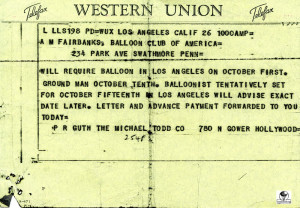 Telefax WESTERN UNION Telefax
L LLS198 PD=WUX LOS ANGELES CALIF 26 1000AMP=
A M FAIRBANKS, BALLOON CLUB OF AMERICA=
234 PARK AVE SWATHMORE PENN=
WILL REQUIRE BALLOON IN LOS ANGELES ON OCTOBER FIRST.
GROUND MAN OCTOBER TENTH. BALLOONIST TENTATIVELY SET
FOR OCTOBER FIFTEENTH IN LOS ANGELES WILL ADVISE EXACT
DATE LATER. LETTER AND ADVANCE PAYMENT FORWARDED TO YOU
TODAY=
P R GUTH THE MICHAEL TODD CO 780 N GOWER HOLLYWOOD=